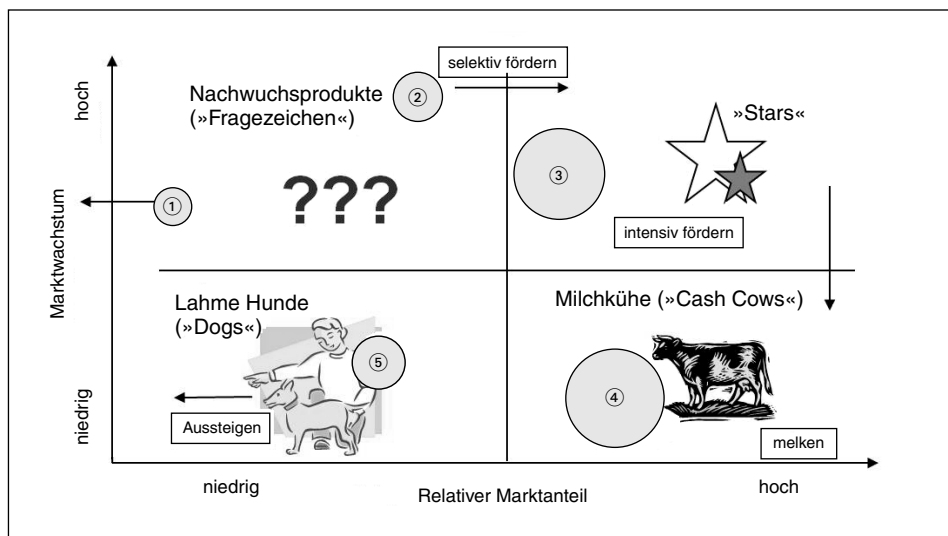 selektiv fördern
hoch
Nachwuchsprodukte
(»Fragezeichen«)
②
»Stars«
???
③
①
intensiv fördern
Marktwachstum
Lahme Hunde
(»Dogs«)
Milchkühe (»Cash Cows«)
⑤
④
niedrig
Aussteigen
melken
niedrig
Relativer Marktanteil
hoch